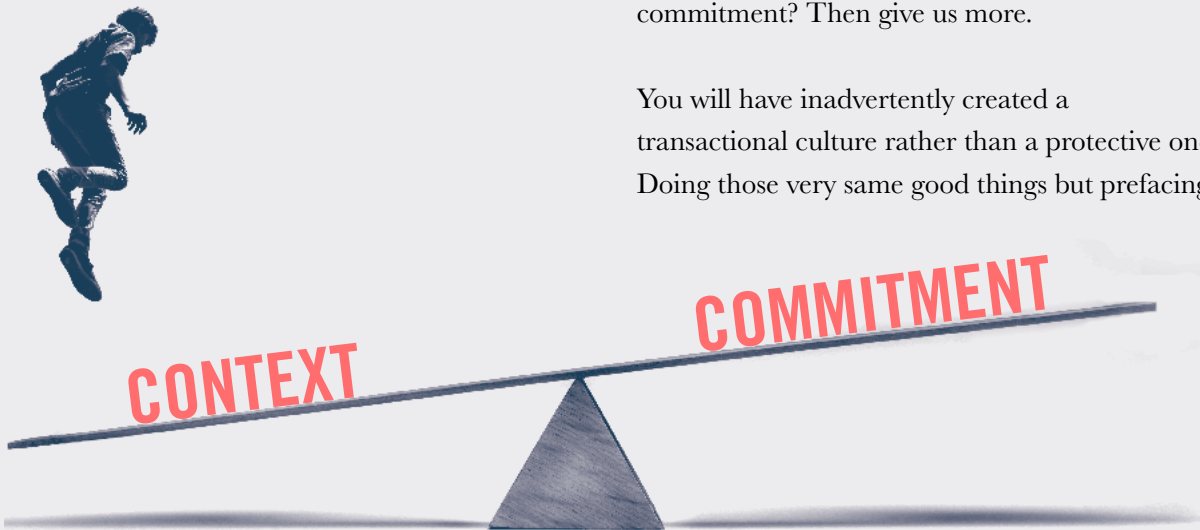 commitment? Then give us more.
You will have inadvertently created a
transactional culture rather than a protective
Doing those very same good things but prefacing
COMMITMENT
CONTEXT